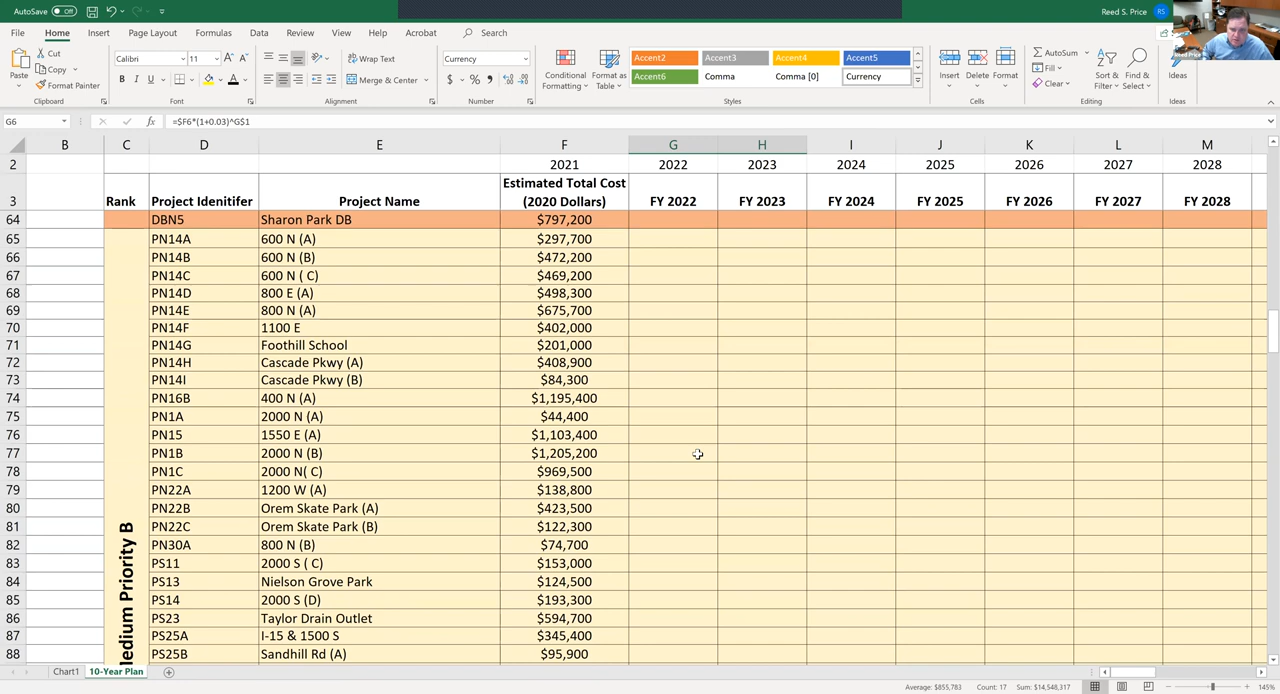 AutoSave Off Reed S. Price RS
File Home Insert Page Layout Formulas Data Review View Help Acrobat Search
Paste Cut Copy Format Painter Clipboard
Calibri 11 A A B I U A Font
Wrap Text Merge & Center Alignment
Currency $ % 9 Number
Conditional Formatting Format as Table
Accent2 Accent3 Accent4 Accent5
Accent6 Comma Comma [0] Currency
Styles
Insert Delete Format Cells
AutoSum Fill Clear Sort & Filter Find & Select Editing
Ideas Ideas
Reed Price
G6 fx =$F6*(1+0.03)^G$1
B C D E F G H I J K L M
2 2021 2022 2023 2024 2025 2026 2027 2028
3 Rank Project Idenitifer Project Name Estimated Total Cost (2020 Dollars) FY 2022 FY 2023 FY 2024 FY 2025 FY 2026 FY 2027 FY 2028
64 DBN5 Sharon Park DB $797,200
65 PN14A 600 N (A) $297,700
66 PN14B 600 N (B) $472,200
67 PN14C 600 N ( C) $469,200
68 PN14D 800 E (A) $498,300
69 PN14E 800 N (A) $675,700
70 PN14F 1100 E $402,000
71 PN14G Foothill School $201,000
72 PN14H Cascade Pkwy (A) $408,900
73 PN14I Cascade Pkwy (B) $84,300
74 PN16B 400 N (A) $1,195,400
75 PN1A 2000 N (A) $44,400
76 PN15 1550 E (A) $1,103,400
77 PN1B 2000 N (B) $1,205,200
78 PN1C 2000 N( C) $969,500
79 PN22A 1200 W (A) $138,800
80 PN22B Orem Skate Park (A) $423,500
81 PN22C Orem Skate Park (B) $122,300
82 PN30A 800 N (B) $74,700
83 PS11 2000 S ( C) $153,000
84 PS13 Nielson Grove Park $124,500
85 PS14 2000 S (D) $193,300
86 PS23 Taylor Drain Outlet $594,700
87 PS25A I-15 & 1500 S $345,400
88 PS25B Sandhill Rd (A) $95,900
edium Priority B
Chart1 10-Year Plan
Average: $855,783 Count: 17 Sum: $14,548,317 145%